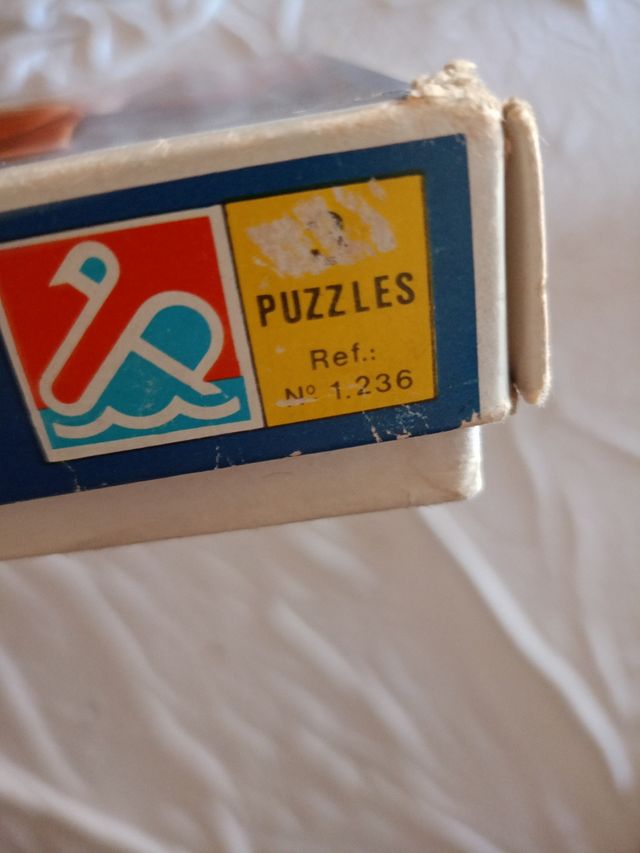 PUZZLES
Ref.:
Nº 1.236